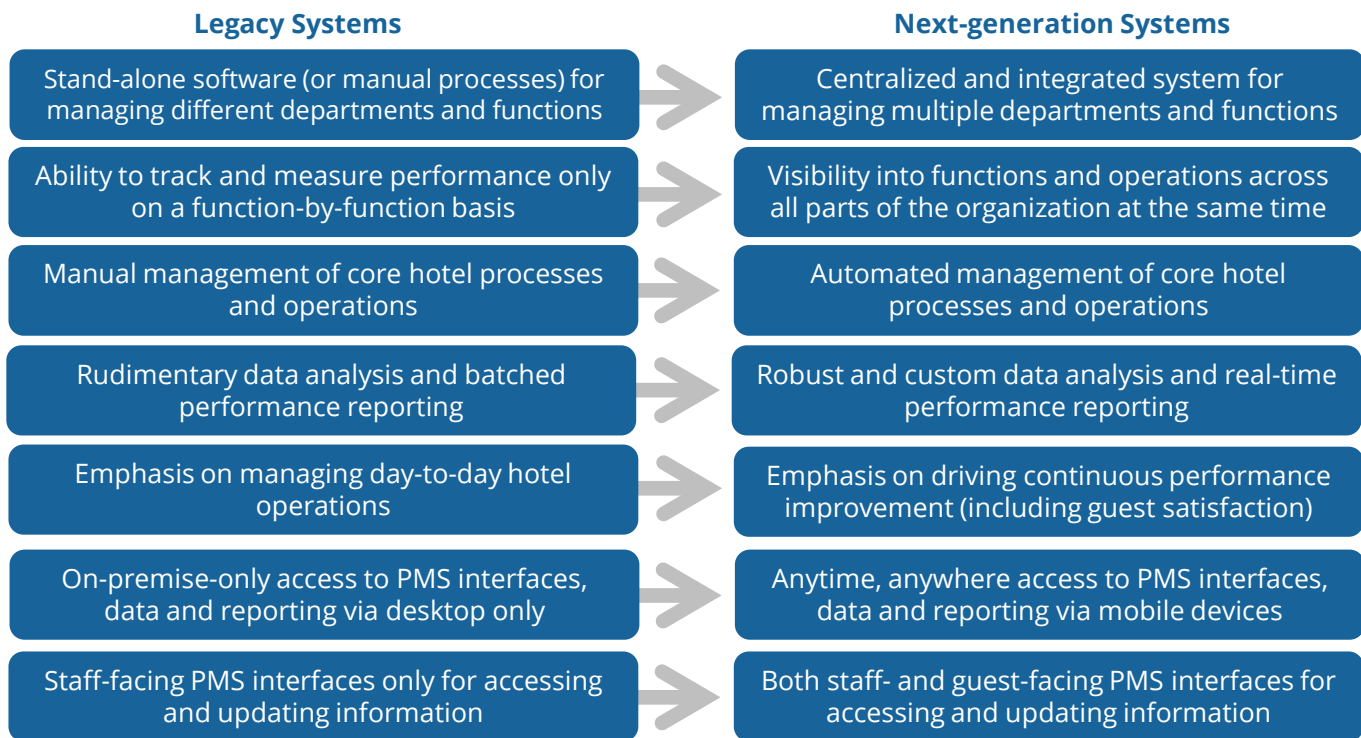 Legacy Systems
Next-generation Systems
Stand-alone software (or manual processes) for
managing different departments and functions
Centralized and integrated system for
managing multiple departments and functions
Ability to track and measure performance only
on a function-by-function basis
Visibility into functions and operations across
all parts of the organization at the same time
Manual management of core hotel processes
and operations
Automated management of core hotel
processes and operations
Rudimentary data analysis and batched
performance reporting
Robust and custom data analysis and real-time
performance reporting
Emphasis on managing day-to-day hotel
operations
Emphasis on driving continuous performance
improvement (including guest satisfaction)
On-premise-only access to PMS interfaces,
data and reporting via desktop only
Anytime, anywhere access to PMS interfaces,
data and reporting via mobile devices
Staff-facing PMS interfaces only for accessing
and updating information
Both staff- and guest-facing PMS interfaces for
accessing and updating information